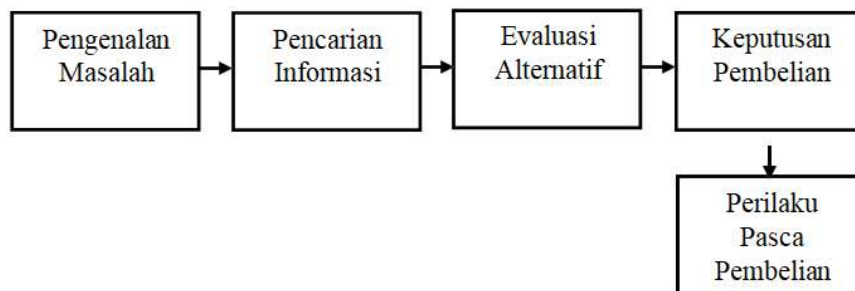 Pengenalan
Masalah
Pencarian
Informasi
Evaluasi
Alternatif
Keputusan
Pembelian
Perilaku
Pasca
Pembelian